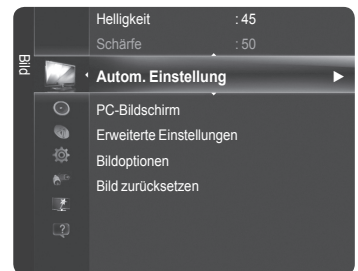 Bild
Helligkeit : 45
Schärfe : 50
Autom. Einstellung
PC-Bildschirm
Erweiterte Einstellungen
Bildoptionen
Bild zurücksetzen